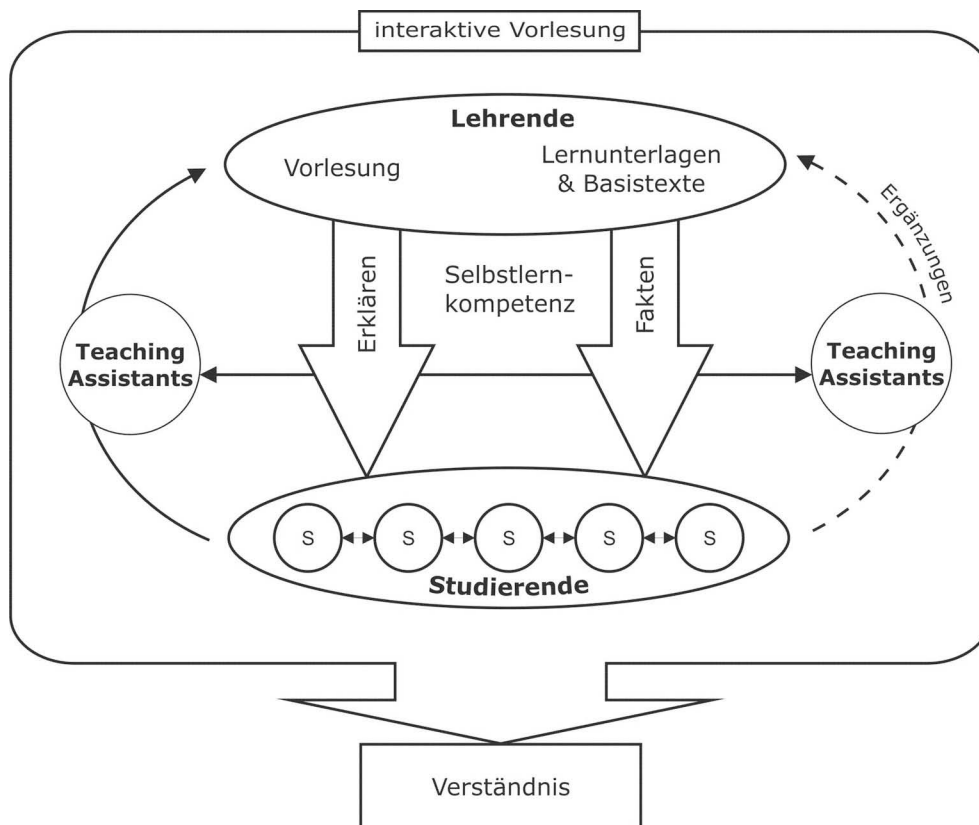 interaktive Vorlesung
Lehrende
Vorlesung
Lernunterlagen
& Basistexte
Ergänzungen
Erklären
Selbstlern-
kompetenz
Fakten
Teaching
Assistants
Teaching
Assistants
S
S
S
S
S
Studierende
Verständnis